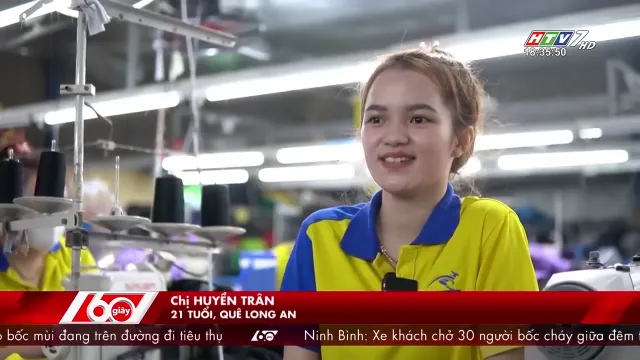 HTV7 HD
18:35:50
Chị HUYỀN TRÂN
21 TUỔI, QUÊ LONG AN
60 giây
bốc mùi đang trên đường đi tiêu thụ 60 Ninh Bình: Xe khách chở 30 người bốc cháy giữa đêm